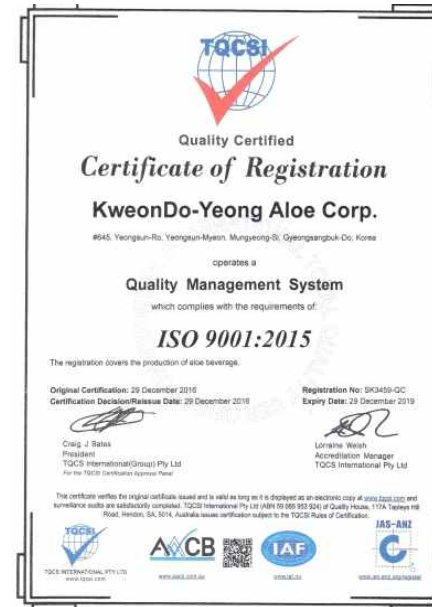 TQCSI
Quality Certified
Certificate of Registration
KweonDo-Yeong Aloe Corp.
#645, Yeongsun-Ro, Yeongsun-Myeon, Mungyeong-Si, Gyeongsangbuk-Do, Korea
operates a
Quality Management System
which complies with the requirements of:
ISO 9001:2015
The registration covers the production of aloe beverage.
Original Certification: 29 December 2016
Registration No: SK3459-QC
Certification Decision/Reissue Date: 29 December 2016
Expiry Date: 29 December 2019
Craig J Bates
President
TQCS International(Group) Pty Ltd
For the TQCSI Certification Approval Panel
Lorraine Welsh
Accreditation Manager
TQCS International Pty Ltd
This certificate verifies the original certificate issued and is valid as long as it is displayed as an electronic copy at www.tqcsi.com and
surveillance audits are satisfactorily completed. TQCSI International Pty Ltd (ABN 59 065 953 924) of Quality House, 117A Tapleys Hill
Road, Hendon, SA, 5014, Australia issues certification subject to the TQCSI Rules of Certification.
TQCSI
TQCS INTERNATIONAL PTY LTD
www.tqcsi.com
AWCB
IAF
www.iaf.nu
JAS-ANZ
C